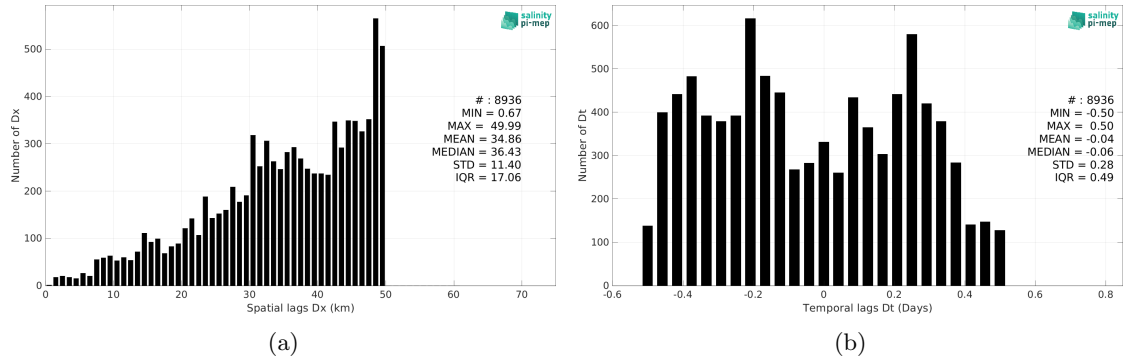 salinity
pi-mep
500
400
300
200
100
0
Number of Dx
# : 8936
MIN = 0.67
MAX = 49.99
MEAN = 34.86
MEDIAN = 36.43
STD = 11.40
IQR = 17.06
0 10 20 30 40 50 60 70
Spatial lags Dx (km)
(a)
salinity
pi-mep
600
500
400
300
200
100
0
Number of Dt
# : 8936
MIN = -0.50
MAX = 0.50
MEAN = -0.04
MEDIAN = -0.06
STD = 0.28
IQR = 0.49
-0.6 -0.4 -0.2 0 0.2 0.4 0.6 0.8
Temporal lags Dt (Days)
(b)